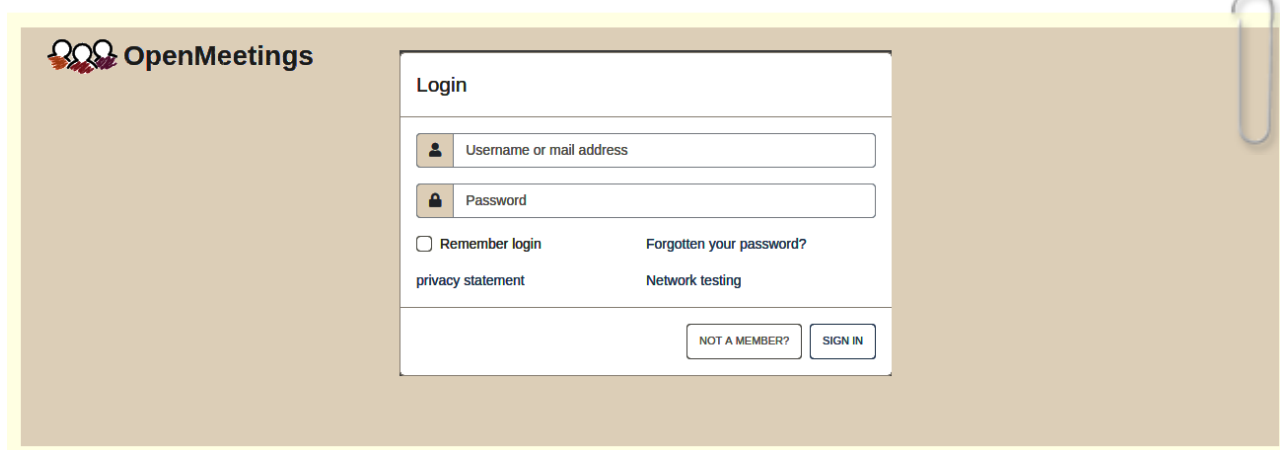 OpenMeetings
Login
Username or mail address
Password
Remember login
Forgotten your password?
privacy statement
Network testing
NOT A MEMBER?
SIGN IN